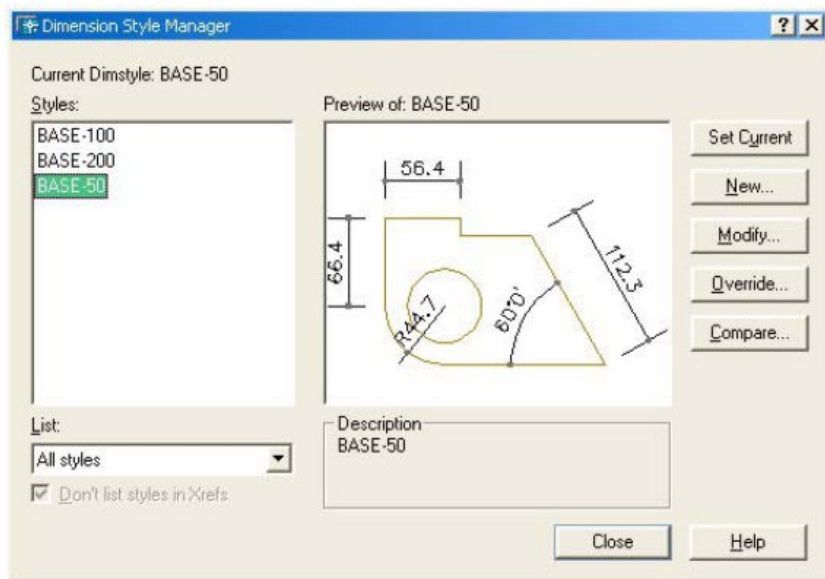 Dimension Style Manager
Current Dimstyle: BASE-50
Styles:
BASE-100
BASE-200
BASE-50
Preview of: BASE-50
56.4
66.4
R44.7
60°0'
112.3
Set Current
New...
Modify...
Override...
Compare...
List:
All styles
Don't list styles in Xrefs
Description
BASE-50
Close
Help